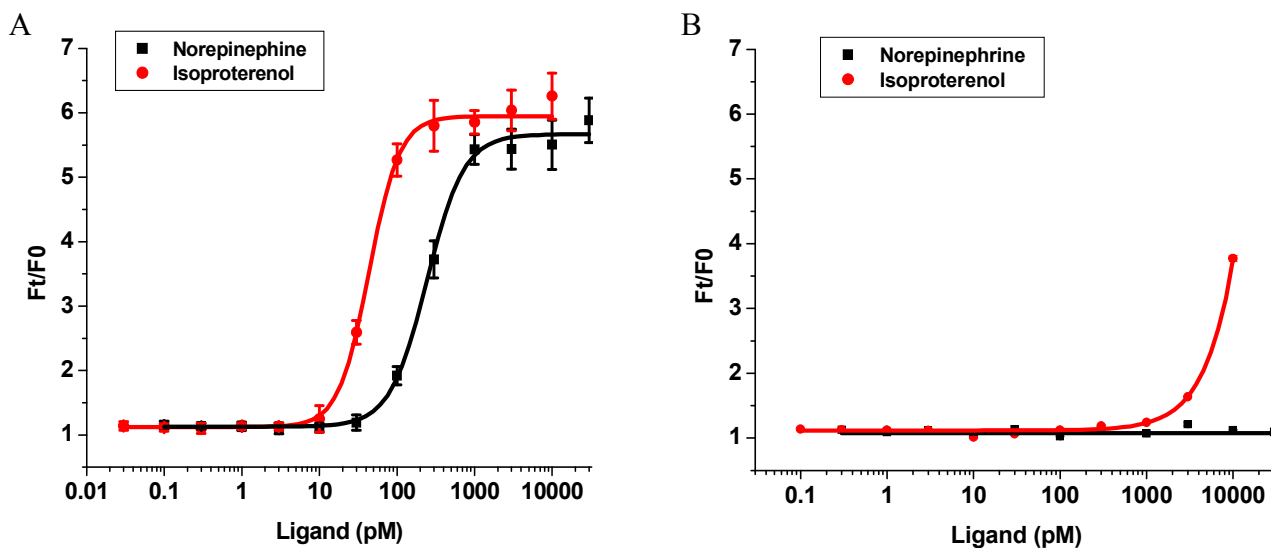 A
Norepinephine
Isoproterenol
7
6
5
4
3
2
1
Ft/F0
0.01 0.1 1 10 100 1000 10000
Ligand (pM)
B
Norepinephrine
Isoproterenol
7
6
5
4
3
2
1
Ft/F0
0.1 1 10 100 1000 10000
Ligand (pM)